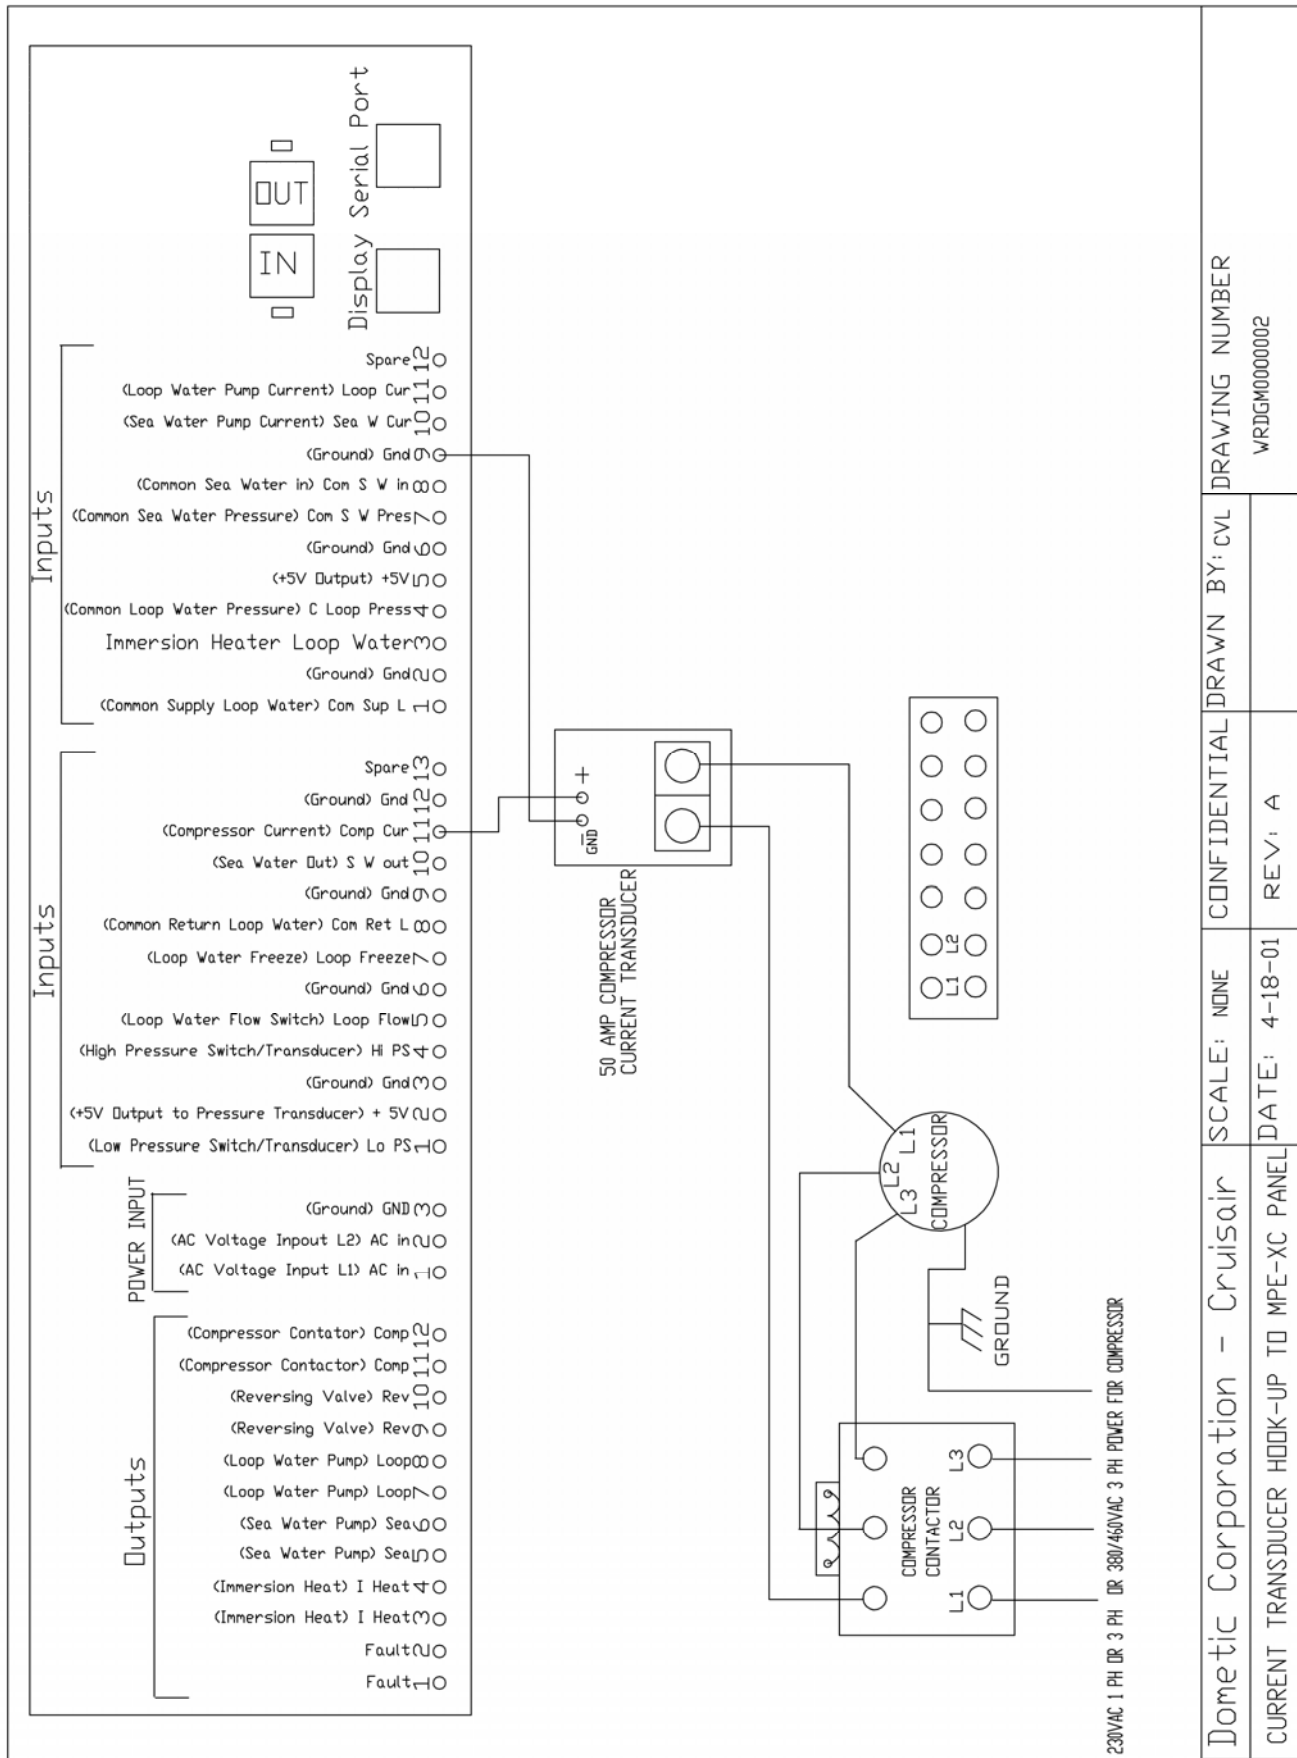 Outputs
Fault 1
Fault 2
(Immersion Heat) I Heat 3
(Immersion Heat) I Heat 4
(Sea Water Pump) Sea 5
(Sea Water Pump) Sea 6
(Loop Water Pump) Loop 7
(Loop Water Pump) Loop 8
(Reversing Valve) Rev 9
(Reversing Valve) Rev 10
(Compressor Contactor) Comp 11
(Compressor Contator) Comp 12
POWER INPUT
(AC Voltage Input L1) AC in 1
(AC Voltage Inpout L2) AC in 2
(Ground) GND 3
Inputs
(Low Pressure Switch/Transducer) Lo PS 1
(+5V Output to Pressure Transducer) + 5V 2
(Ground) Gnd 3
(High Pressure Switch/Transducer) Hi PS 4
(Loop Water Flow Switch) Loop Flow 5
(Ground) Gnd 6
(Loop Water Freeze) Loop Freeze 7
(Common Return Loop Water) Com Ret L 8
(Ground) Gnd 9
(Sea Water Out) S W out 10
(Compressor Current) Comp Cur 11
(Ground) Gnd 12
Spare 13
Inputs
(Common Supply Loop Water) Com Sup L 1
(Ground) Gnd 2
Immersion Heater Loop Water 3
(Common Loop Water Pressure) C Loop Press 4
(+5V Output) +5V 5
(Ground) Gnd 6
(Common Sea Water Pressure) Com S W Pres 7
(Common Sea Water in) Com S W in 8
(Ground) Gnd 9
(Sea Water Pump Current) Sea W Cur 10
(Loop Water Pump Current) Loop Cur 11
Spare 12
IN
OUT
Display Serial Port
50 AMP COMPRESSOR
CURRENT TRANSDUCER
- +
GND
COMPRESSOR
CONTACTOR
L1 L2 L3
L3 L2 L1
COMPRESSOR
GROUND
L1 L2
230VAC 1 PH OR 3 PH OR 380/460VAC 3 PH POWER FOR COMPRESSOR
Dometic Corporation - Cruisair
CURRENT TRANSDUCER HOOK-UP TO MPE-XC PANEL
SCALE: NONE
DATE: 4-18-01
CONFIDENTIAL
REV: A
DRAWN BY: CVL
DRAWING NUMBER
WRDGM0000002